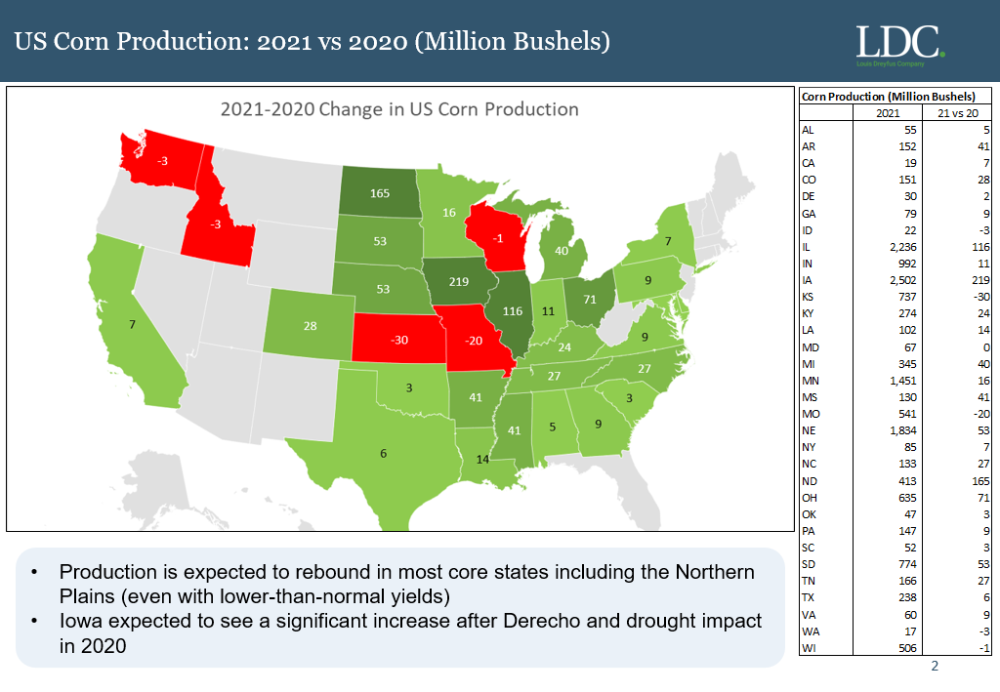 US Corn Production: 2021 vs 2020 (Million Bushels)
LDC.
Louis Dreyfus Company
2021-2020 Change in US Corn Production
-3
-3
165
16
-1
40
7
53
219
9
53
116
11
71
7
28
-30
-20
24
9
27
27
3
41
3
41
5
9
6
14
Corn Production (Million Bushels)
2021 21 vs 20
AL 55 5
AR 152 41
CA 19 7
CO 151 28
DE 30 2
GA 79 9
ID 22 -3
IL 2,236 116
IN 992 11
IA 2,502 219
KS 737 -30
KY 274 24
LA 102 14
MD 67 0
MI 345 40
MN 1,451 16
MS 130 41
MO 541 -20
NE 1,834 53
NY 85 7
NC 133 27
ND 413 165
OH 635 71
OK 47 3
PA 147 9
SC 52 3
SD 774 53
TN 166 27
TX 238 6
VA 60 9
WA 17 -3
WI 506 -1
• Production is expected to rebound in most core states including the Northern
Plains (even with lower-than-normal yields)
• Iowa expected to see a significant increase after Derecho and drought impact
in 2020
2